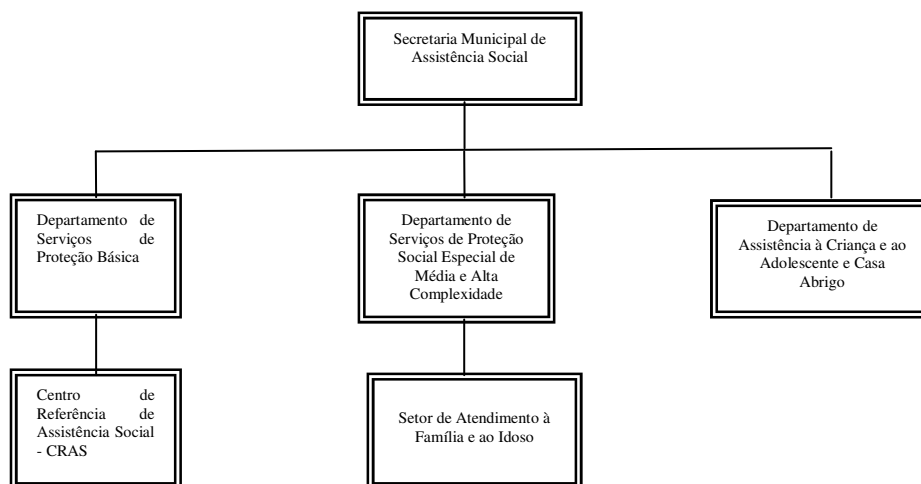 Secretaria Municipal de
Assistência Social
Departamento de
Serviços de
Proteção Básica
Departamento de
Serviços de Proteção
Social Especial de
Média e Alta
Complexidade
Departamento de
Assistência à Criança e ao
Adolescente e Casa
Abrigo
Centro de
Referência de
Assistência Social
- CRAS
Setor de Atendimento à
Família e ao Idoso